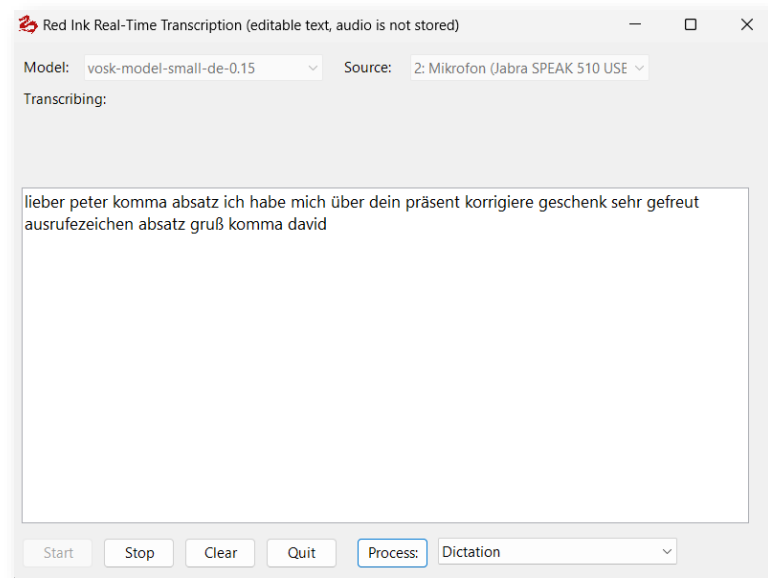 Red Ink Real-Time Transcription (editable text, audio is not stored)
Model: vosk-model-small-de-0.15 Source: 2: Mikrofon (Jabra SPEAK 510 USE
Transcribing:
lieber peter komma absatz ich habe mich über dein präsent korrigiere geschenk sehr gefreut
ausrufezeichen absatz gruß komma david
Start Stop Clear Quit Process: Dictation